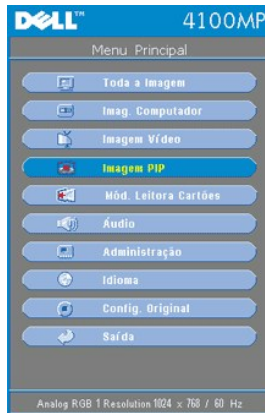 DELL™ 4100MP
Menu Principal
Toda a Imagem
Imag. Computador
Imagem Vídeo
Imagem PIP
Mód. Leitora Cartões
Áudio
Administração
Idioma
Config. Original
Saída
Analog RGB 1 Resolution 1024 x 768 / 60 Hz